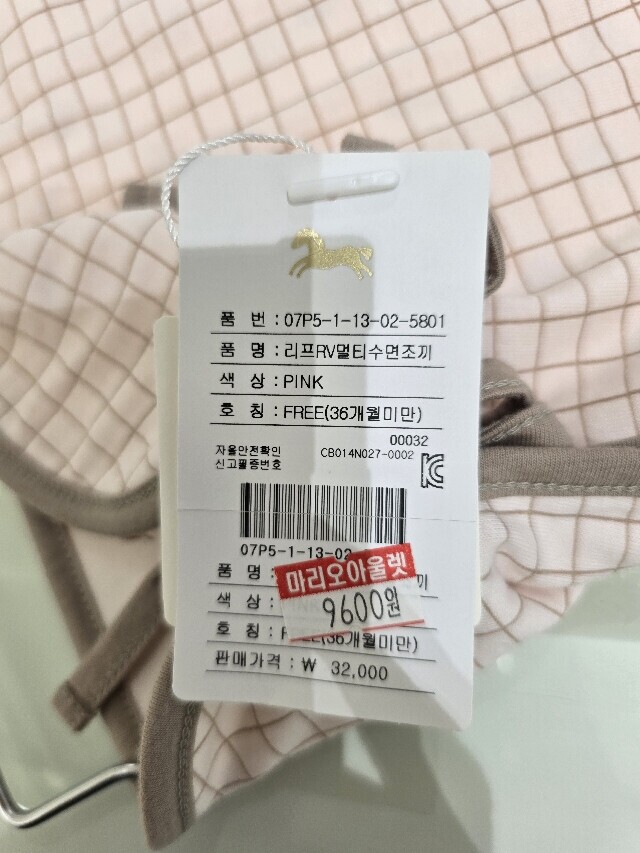 품 번 : 07P5-1-13-02-5801
품 명 : 리프RV멀티수면조끼
색 상 : PINK
호 칭 : FREE(36개월미만)
00032
자율안전확인
신고필증번호 CB014N027-0002
07P5-1-13-02
품 명 : 끼
마리오아울렛
9600원
색 상 :
호 칭 : FREE(36개월미만)
판매가격 : ₩ 32,000